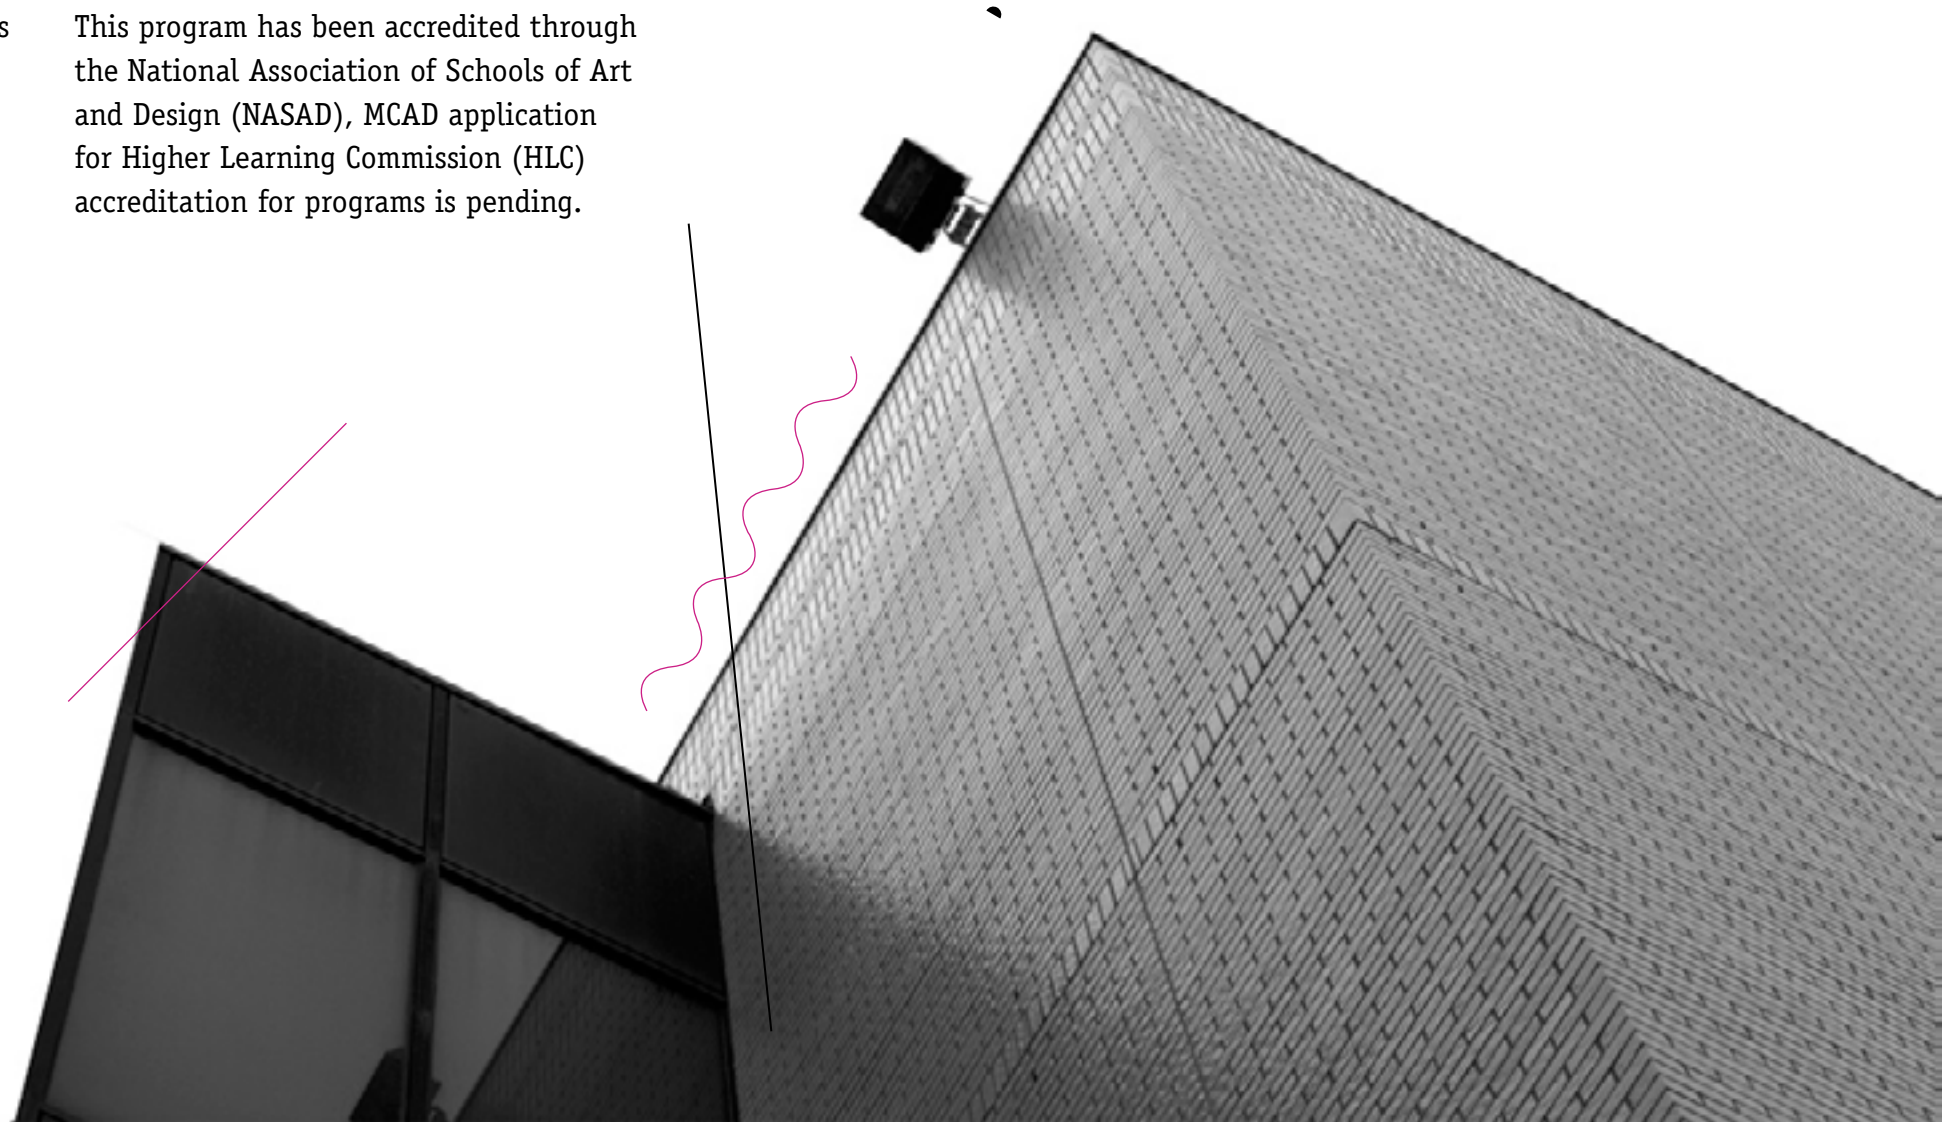 s
This program has been accredited through
the National Association of Schools of Art
and Design (NASAD), MCAD application
for Higher Learning Commission (HLC)
accreditation for programs is pending.